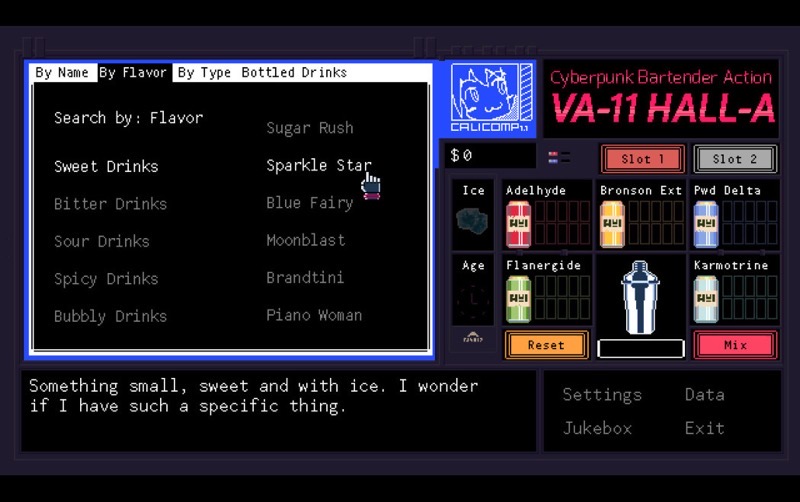 By Name By Flavor By Type Bottled Drinks
Search by: Flavor
Sweet Drinks
Bitter Drinks
Sour Drinks
Spicy Drinks
Bubbly Drinks
Sugar Rush
Sparkle Star
Blue Fairy
Moonblast
Brandtini
Piano Woman
CALICOMP1.1
Cyberpunk Bartender Action
VA-11 HALL-A
$0
Slot 1
Slot 2
Ice
Adelhyde
Bronson Ext
Pwd Delta
Age
Flanergide
Karmotrine
Reset
Mix
Something small, sweet and with ice. I wonder
if I have such a specific thing.
Settings
Data
Jukebox
Exit